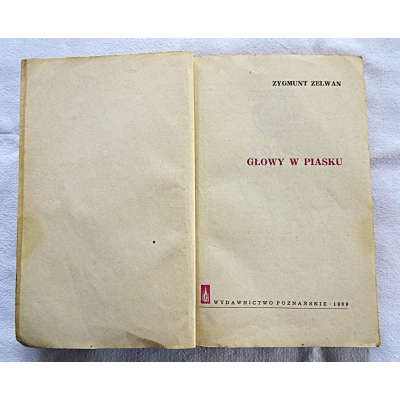 ZYGMUNT ZELWAN
GŁOWY W PIASKU
WYDAWNICTWO POZNAŃSKIE · 1969